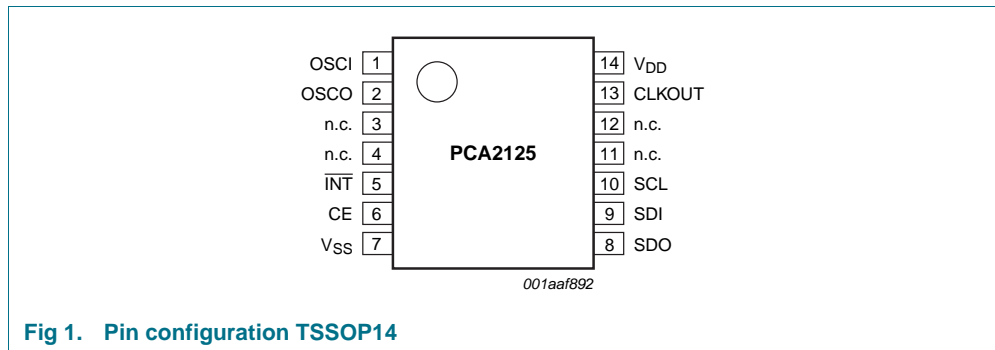 OSCI 1 14 VDD
OSCO 2 13 CLKOUT
n.c. 3 12 n.c.
n.c. 4 PCA2125 11 n.c.
INT 5 10 SCL
CE 6 9 SDI
VSS 7 8 SDO
001aaf892
Fig 1. Pin configuration TSSOP14